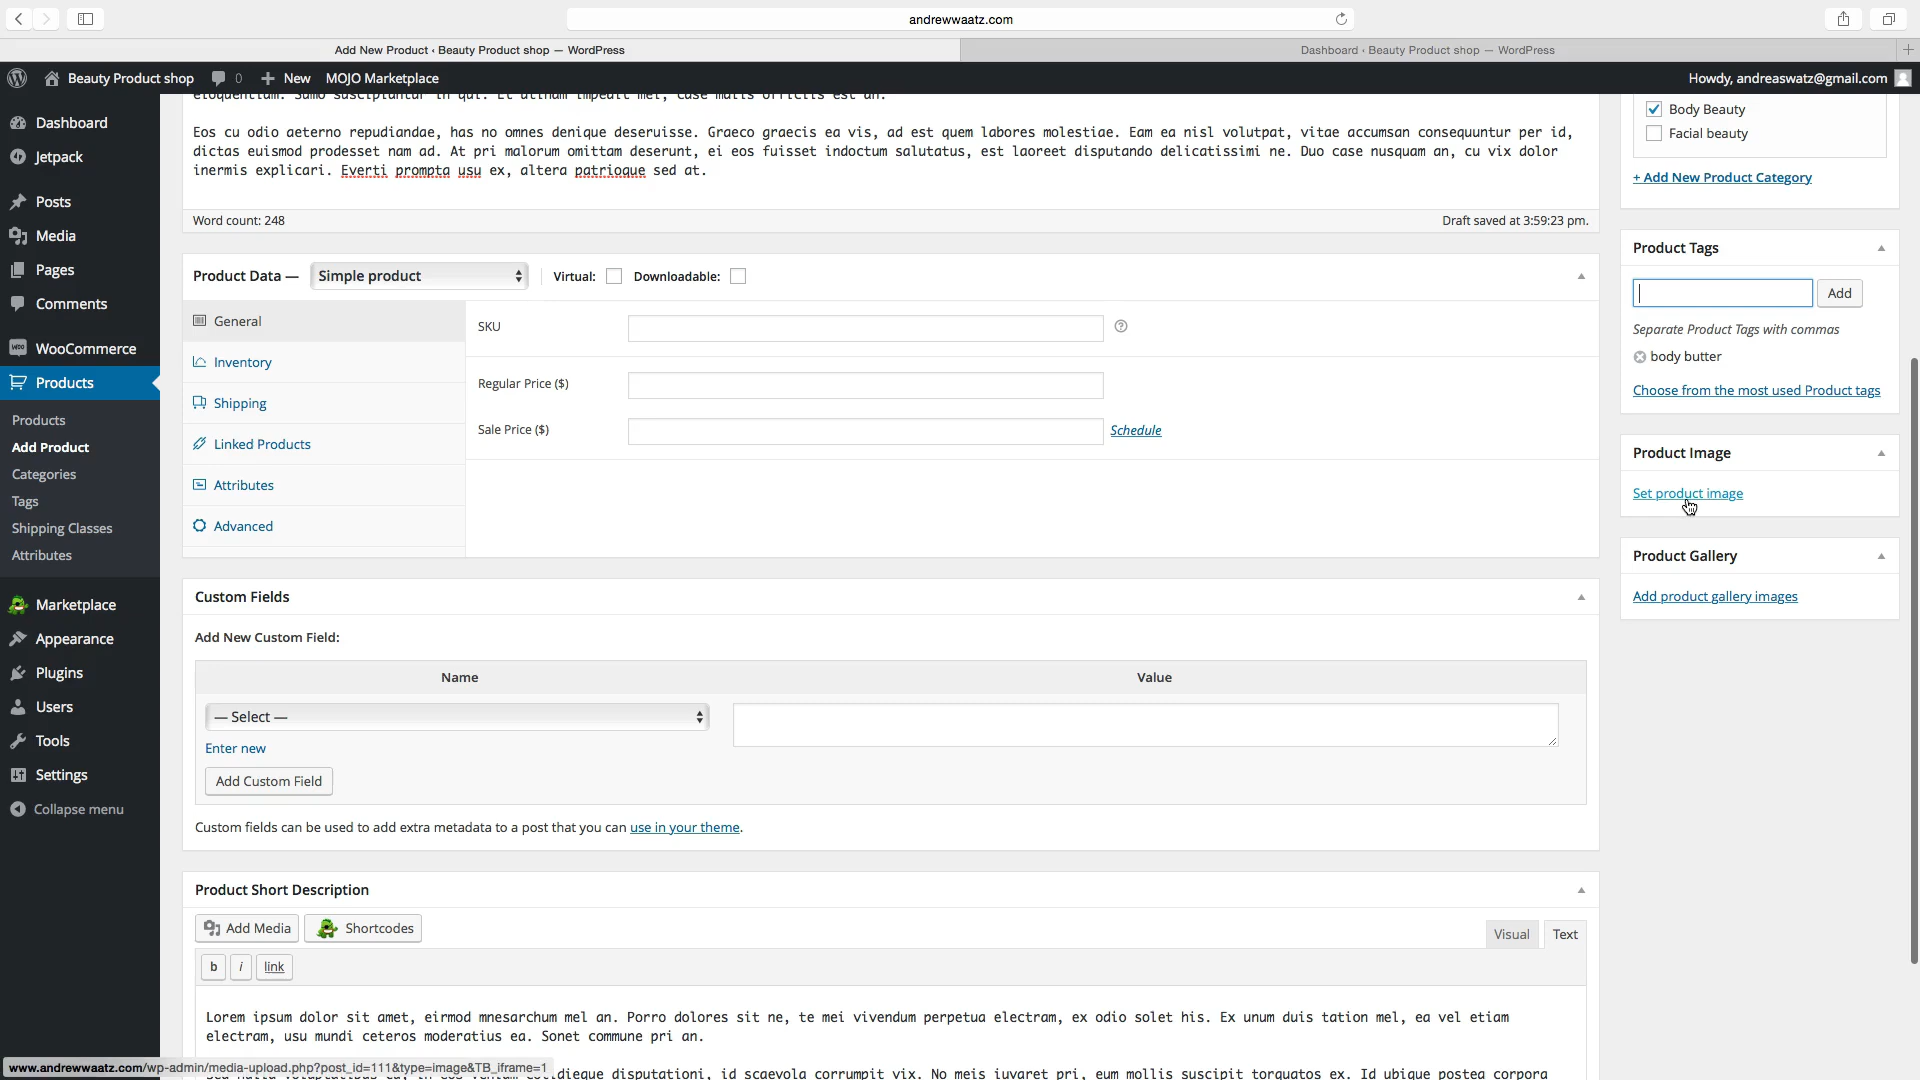 andrewwaatz.com
Add New Product ‹ Beauty Product shop — WordPress
Dashboard ‹ Beauty Product shop — WordPress
Beauty Product shop
0
New
MOJO Marketplace
Howdy, andreaswatz@gmail.com
Dashboard
Jetpack
Posts
Media
Pages
Comments
WooCommerce
Products
Products
Add Product
Categories
Tags
Shipping Classes
Attributes
Marketplace
Appearance
Plugins
Users
Tools
Settings
Collapse menu
eloquentiam. Sumo suscipiantur in qui. Et utinam impedit mei, case malis officiis est an.
Eos cu odio aeterno repudiandae, has no omnes denique deseruisse. Graeco graecis ea vis, ad est quem labores molestiae. Eam ea nisl volutpat, vitae accumsan consequuntur per id,
dictas euismod prodesset nam ad. At pri malorum omittam deserunt, ei eos fuisset indoctum salutatus, est laoreet disputando delicatissimi ne. Duo case nusquam an, cu vix dolor
inermis explicari. Everti prompta usu ex, altera patrioque sed at.
Word count: 248
Draft saved at 3:59:23 pm.
Product Data —
Simple product
Virtual:
Downloadable:
General
Inventory
Shipping
Linked Products
Attributes
Advanced
SKU
Regular Price ($)
Sale Price ($)
Schedule
Custom Fields
Add New Custom Field:
Name
Value
— Select —
Enter new
Add Custom Field
Custom fields can be used to add extra metadata to a post that you can use in your theme.
Product Short Description
Add Media
Shortcodes
Visual
Text
b
i
link
Lorem ipsum dolor sit amet, eirmod mnesarchum mel an. Porro dolores sit ne, te mei vivendum perpetua electram, ex odio solet his. Ex unum duis tation mel, ea vel etiam
electram, usu mundi ceteros moderatius ea. Sonet commune pri an.
disputationi, id scaevola corrumpit vix. No meis iuvaret pri, eum mollis suscipit torquatos ex. Id ubique postea corpora
Body Beauty
Facial beauty
+ Add New Product Category
Product Tags
Add
Separate Product Tags with commas
body butter
Choose from the most used Product tags
Product Image
Set product image
Product Gallery
Add product gallery images
www.andrewwaatz.com/wp-admin/media-upload.php?post_id=111&type=image&TB_iframe=1